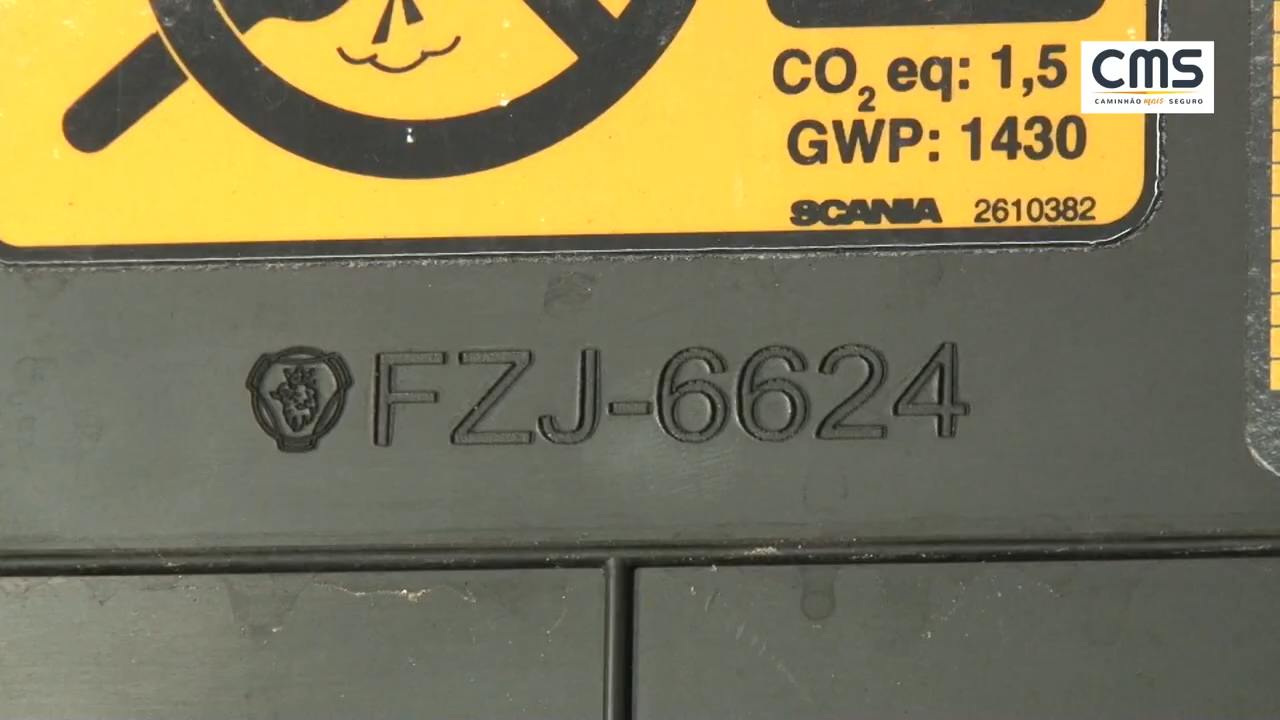 CO2 eq: 1,5
GWP: 1430
SCANIA 2610382
CMS
CAMINHÃO mais SEGURO
FZJ-6624